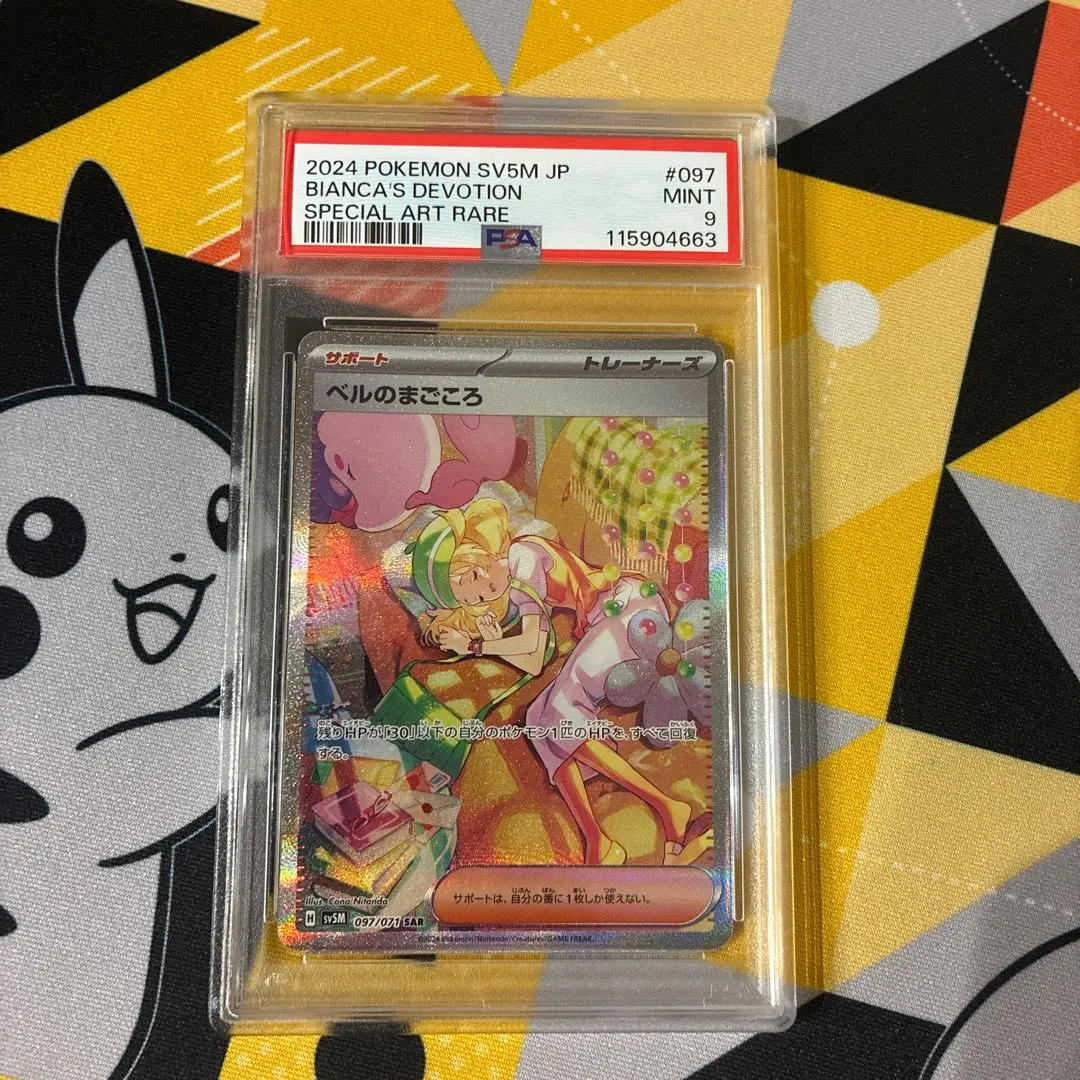 2024 POKEMON SV5M JP #097
BIANCA'S DEVOTION MINT
SPECIAL ART RARE 9
PSA 115904663
サポート トレーナーズ
ベルのまごころ
残りHPが「30」以下の自分のポケモン1匹のHPを、すべて回復
する。
サポートは、自分の番に1枚しか使えない。
Illus. Cona Nitanda
H sv5M 097/071 SAR
©2024 Pokémon/Nintendo/Creatures/GAME FREAK.